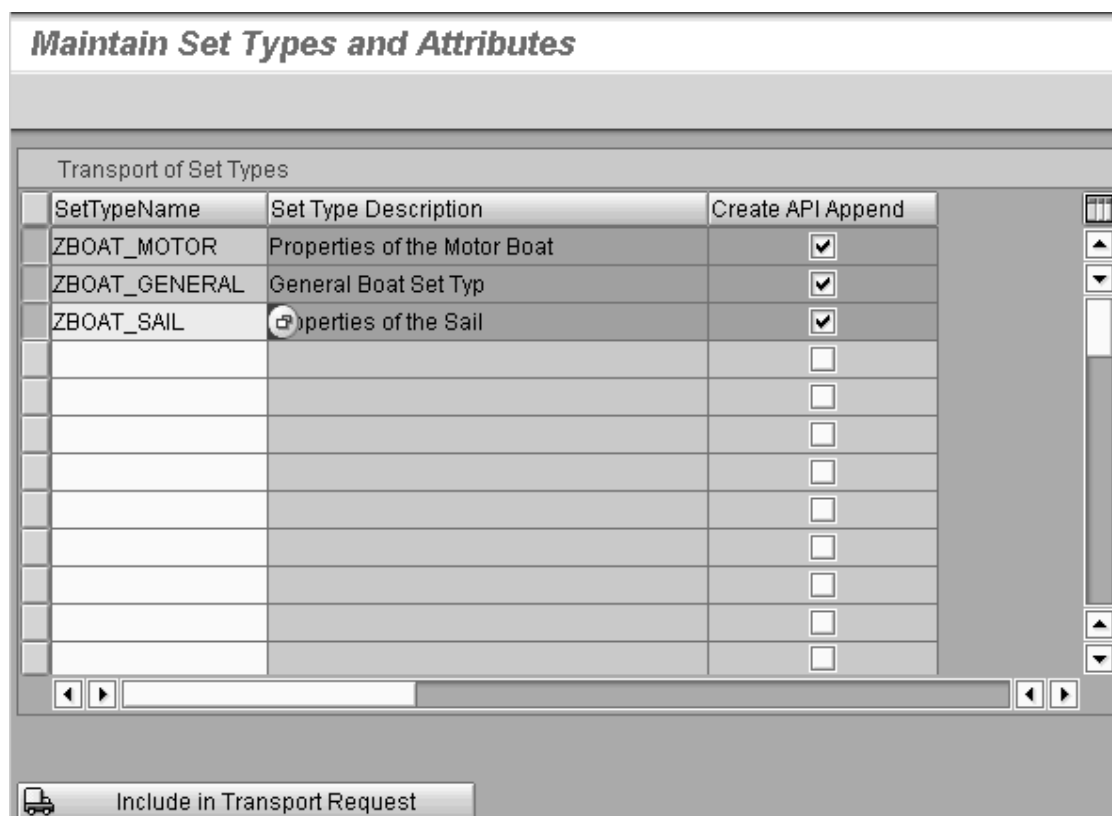 Maintain Set Types and Attributes
Transport of Set Types
SetTypeName Set Type Description Create API Append
ZBOAT_MOTOR Properties of the Motor Boat
ZBOAT_GENERAL General Boat Set Typ
ZBOAT_SAIL operties of the Sail
Include in Transport Request